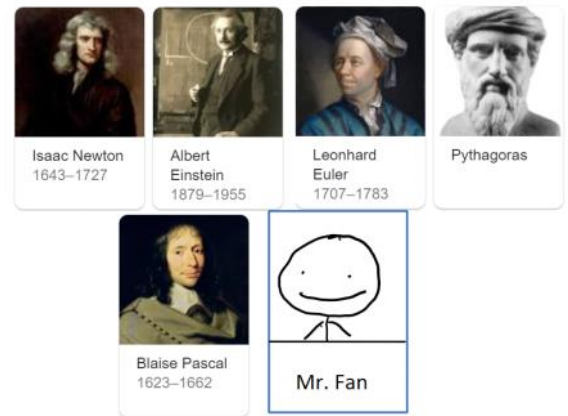 Isaac Newton
1643–1727
Albert
Einstein
1879–1955
Leonhard
Euler
1707–1783
Pythagoras
Blaise Pascal
1623–1662
Mr. Fan